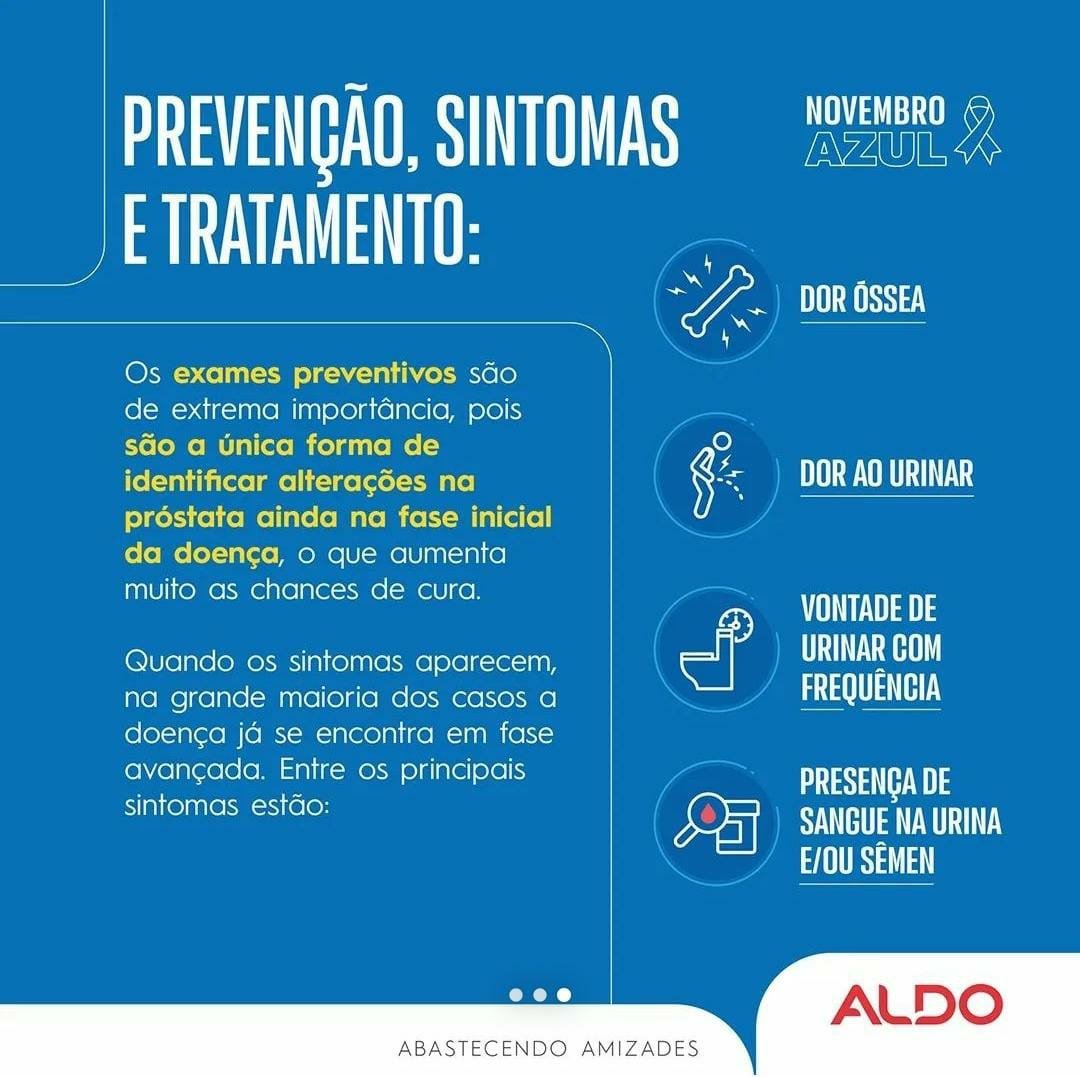 PREVENÇÃO, SINTOMAS
E TRATAMENTO:
NOVEMBRO
AZUL
Os exames preventivos são
de extrema importância, pois
são a única forma de
identificar alterações na
próstata ainda na fase inicial
da doença, o que aumenta
muito as chances de cura.
Quando os sintomas aparecem,
na grande maioria dos casos a
doença já se encontra em fase
avançada. Entre os principais
sintomas estão:
DOR ÓSSEA
DOR AO URINAR
VONTADE DE
URINAR COM
FREQUÊNCIA
PRESENÇA DE
SANGUE NA URINA
E/OU SÊMEN
ABASTECENDO AMIZADES
ALDO